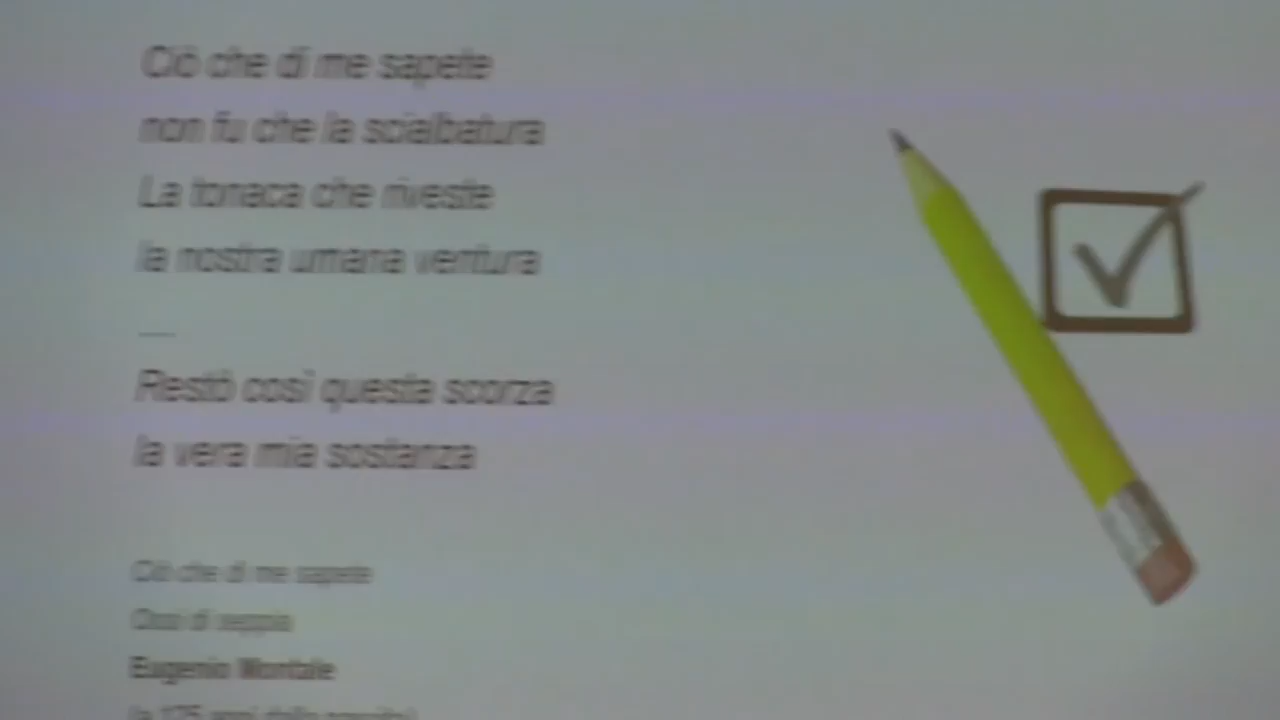 Ciò che di me sapete
non fu che la scialbatura
La tonaca che riveste
la nostra umana ventura
—
Restò così questa scorza
la vera mia sostanza
Ciò che di me sapete
Ossi di seppia
Eugenio Montale